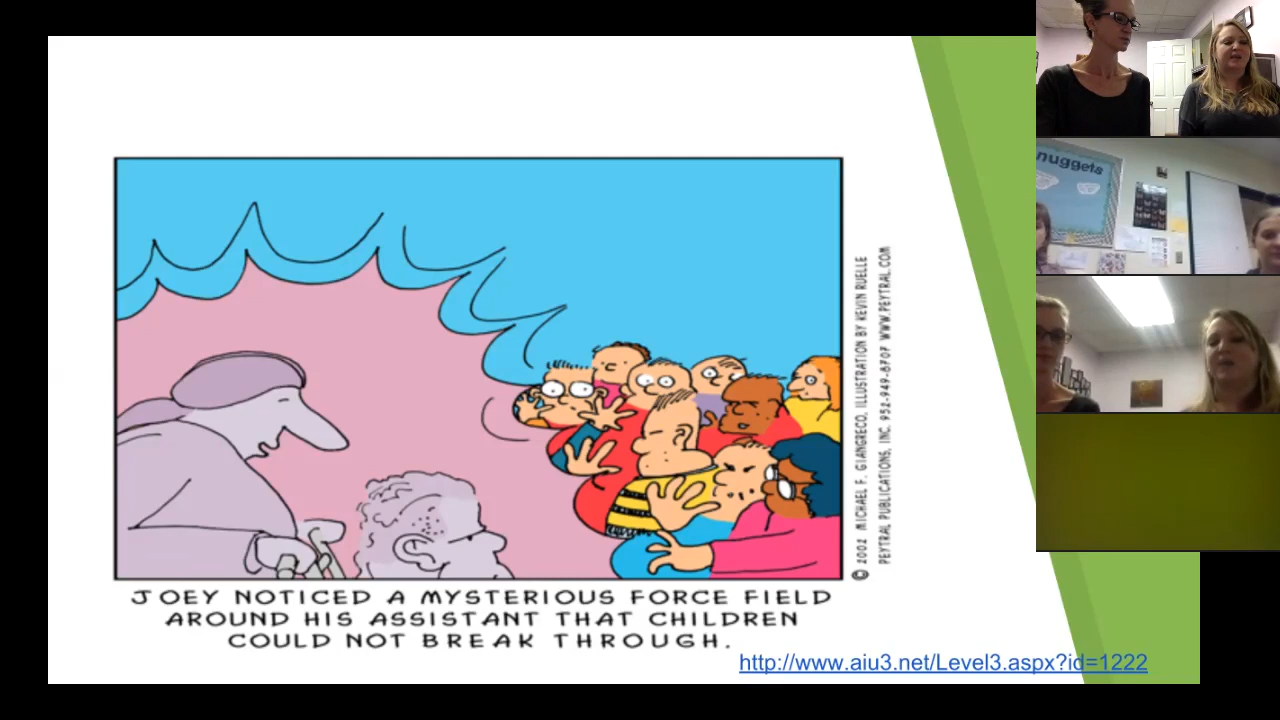 JOEY NOTICED A MYSTERIOUS FORCE FIELD
AROUND HIS ASSISTANT THAT CHILDREN
COULD NOT BREAK THROUGH.
© 2002 MICHAEL F. GIANGRECO, ILLUSTRATION BY KEVIN RUELLE
PEYTRAL PUBLICATIONS, INC. 952-949-8707 WWW.PEYTRAL.COM
http://www.aiu3.net/Level3.aspx?id=1222
nuggets